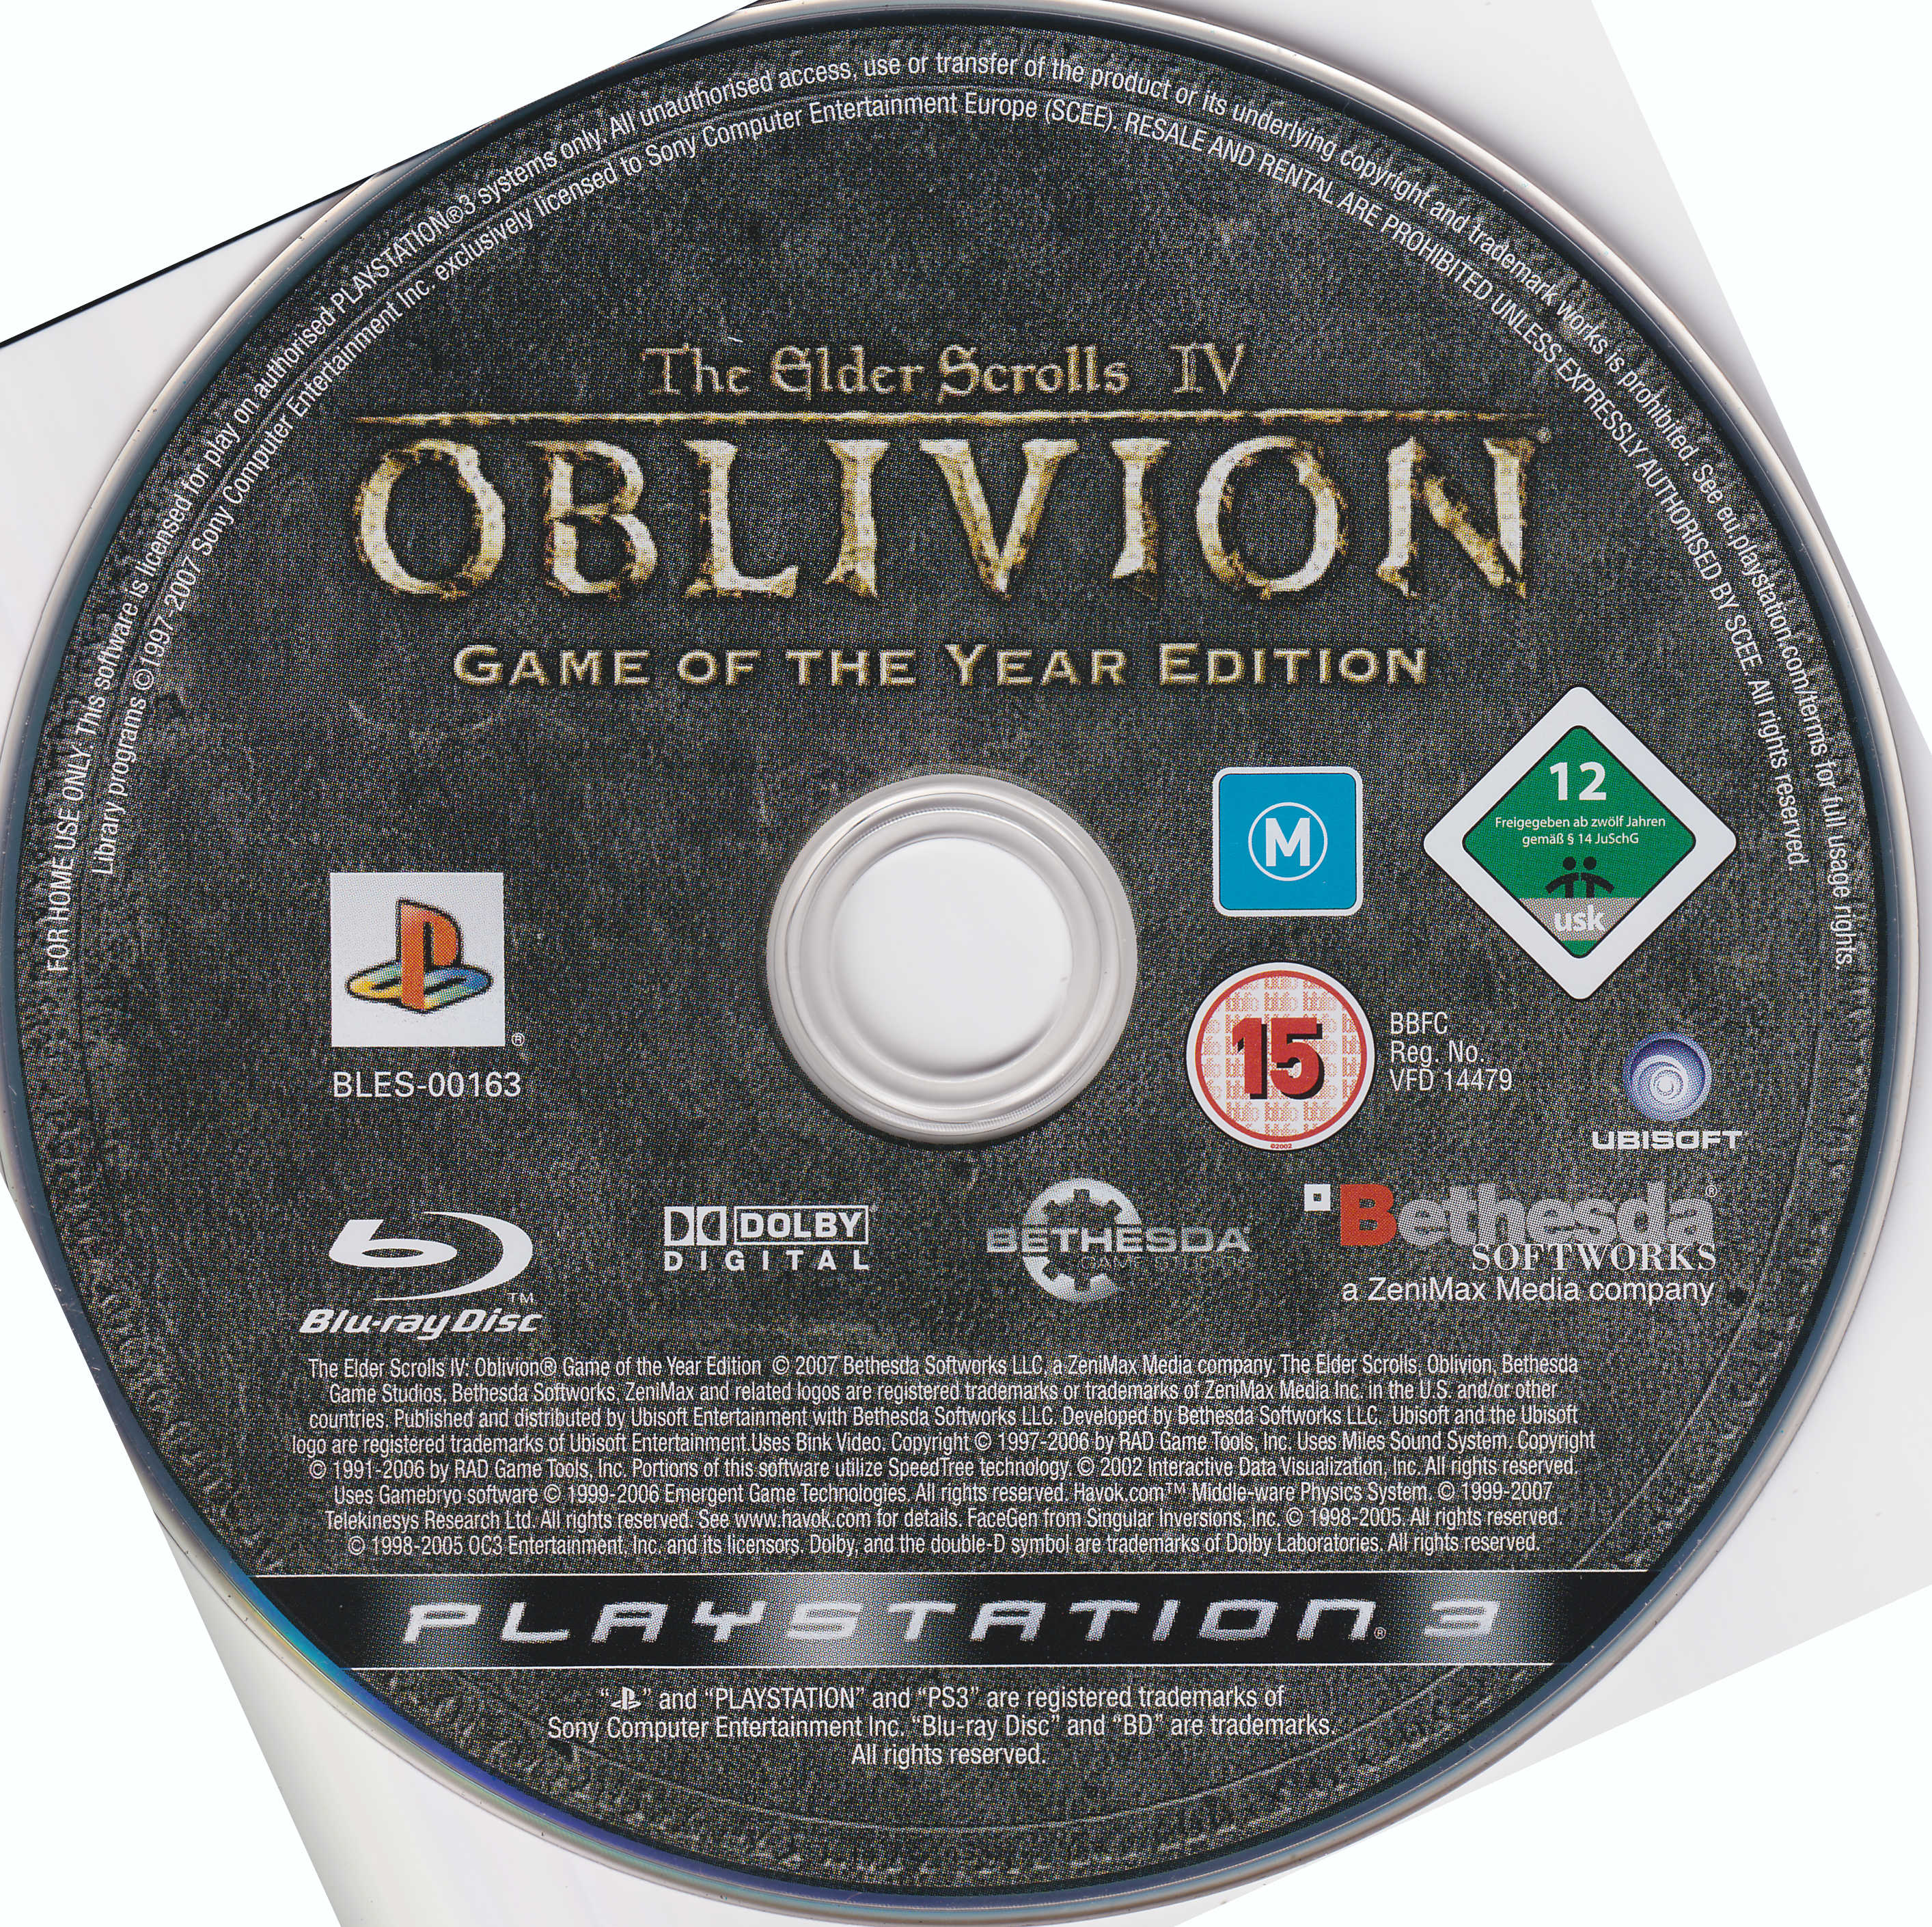 FOR HOME USE ONLY. This software is licensed for play on authorised PLAYSTATION®3 systems only. All unauthorised access, use or transfer of the product or its underlying copyright and trademark works is prohibited. See eu.playstation.com/terms for full usage rights.
Library programs ©1997-2007 Sony Computer Entertainment Inc. exclusively licensed to Sony Computer Entertainment Europe (SCEE). RESALE AND RENTAL ARE PROHIBITED UNLESS EXPRESSLY AUTHORISED BY SCEE. All rights reserved.
The Elder Scrolls IV
OBLIVION®
GAME OF THE YEAR EDITION
M
12
Freigegeben ab zwölf Jahren
gemäß § 14 JuSchG
usk
®
BLES-00163
15
©2002
BBFC
Reg. No.
VFD 14479
UBISOFT
Blu-ray Disc™
DOLBY®
DIGITAL
BETHESDA®
GAME STUDIOS
Bethesda®
SOFTWORKS
a ZeniMax Media company
The Elder Scrolls IV: Oblivion® Game of the Year Edition © 2007 Bethesda Softworks LLC, a ZeniMax Media company. The Elder Scrolls, Oblivion, Bethesda
Game Studios, Bethesda Softworks, ZeniMax and related logos are registered trademarks or trademarks of ZeniMax Media Inc. in the U.S. and/or other
countries. Published and distributed by Ubisoft Entertainment with Bethesda Softworks LLC. Developed by Bethesda Softworks LLC. Ubisoft and the Ubisoft
logo are registered trademarks of Ubisoft Entertainment.Uses Bink Video. Copyright © 1997-2006 by RAD Game Tools, Inc. Uses Miles Sound System. Copyright
© 1991-2006 by RAD Game Tools, Inc. Portions of this software utilize SpeedTree technology. © 2002 Interactive Data Visualization, Inc. All rights reserved.
Uses Gamebryo software © 1999-2006 Emergent Game Technologies. All rights reserved. Havok.com™ Middle-ware Physics System. © 1999-2007
Telekinesys Research Ltd. All rights reserved. See www.havok.com for details. FaceGen from Singular Inversions, Inc. © 1998-2005. All rights reserved.
© 1998-2005 OC3 Entertainment, Inc. and its licensors. Dolby, and the double-D symbol are trademarks of Dolby Laboratories. All rights reserved.
PLAYSTATION®3
“ ” and “PLAYSTATION” and “PS3” are registered trademarks of
Sony Computer Entertainment Inc. “Blu-ray Disc” and “BD” are trademarks.
All rights reserved.